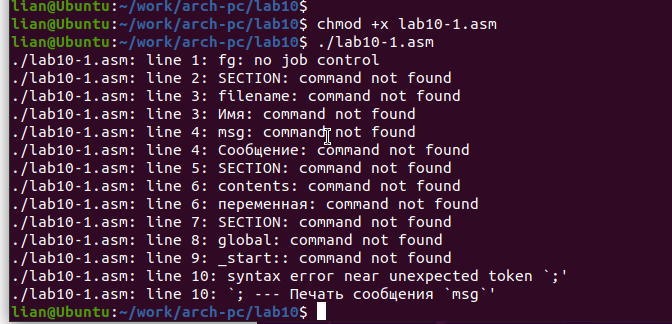 lian@Ubuntu:~/work/arch-pc/lab10$
lian@Ubuntu:~/work/arch-pc/lab10$ chmod +x lab10-1.asm
lian@Ubuntu:~/work/arch-pc/lab10$ ./lab10-1.asm
./lab10-1.asm: line 1: fg: no job control
./lab10-1.asm: line 2: SECTION: command not found
./lab10-1.asm: line 3: filename: command not found
./lab10-1.asm: line 3: Имя: command not found
./lab10-1.asm: line 4: msg: command not found
./lab10-1.asm: line 4: Сообщение: command not found
./lab10-1.asm: line 5: SECTION: command not found
./lab10-1.asm: line 6: contents: command not found
./lab10-1.asm: line 6: переменная: command not found
./lab10-1.asm: line 7: SECTION: command not found
./lab10-1.asm: line 8: global: command not found
./lab10-1.asm: line 9: _start:: command not found
./lab10-1.asm: line 10: syntax error near unexpected token `;'
./lab10-1.asm: line 10: `; --- Печать сообщения `msg`'
lian@Ubuntu:~/work/arch-pc/lab10$